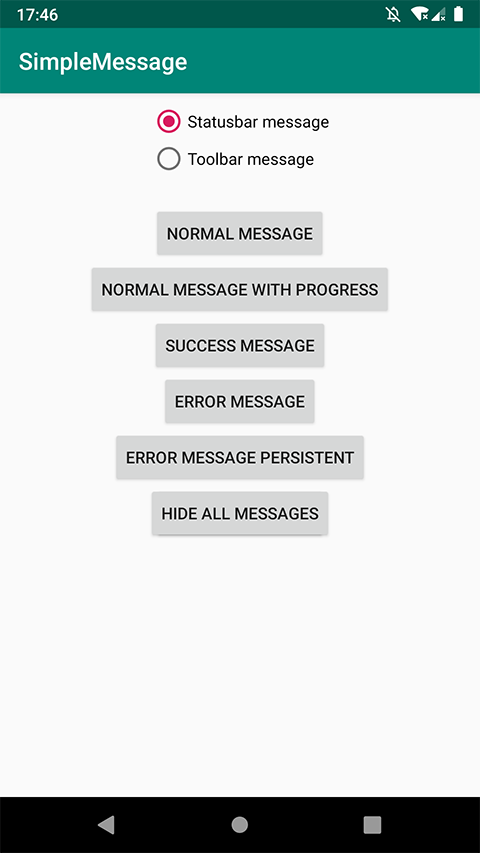 17:46
SimpleMessage
Statusbar message
Toolbar message
NORMAL MESSAGE
NORMAL MESSAGE WITH PROGRESS
SUCCESS MESSAGE
ERROR MESSAGE
ERROR MESSAGE PERSISTENT
HIDE ALL MESSAGES